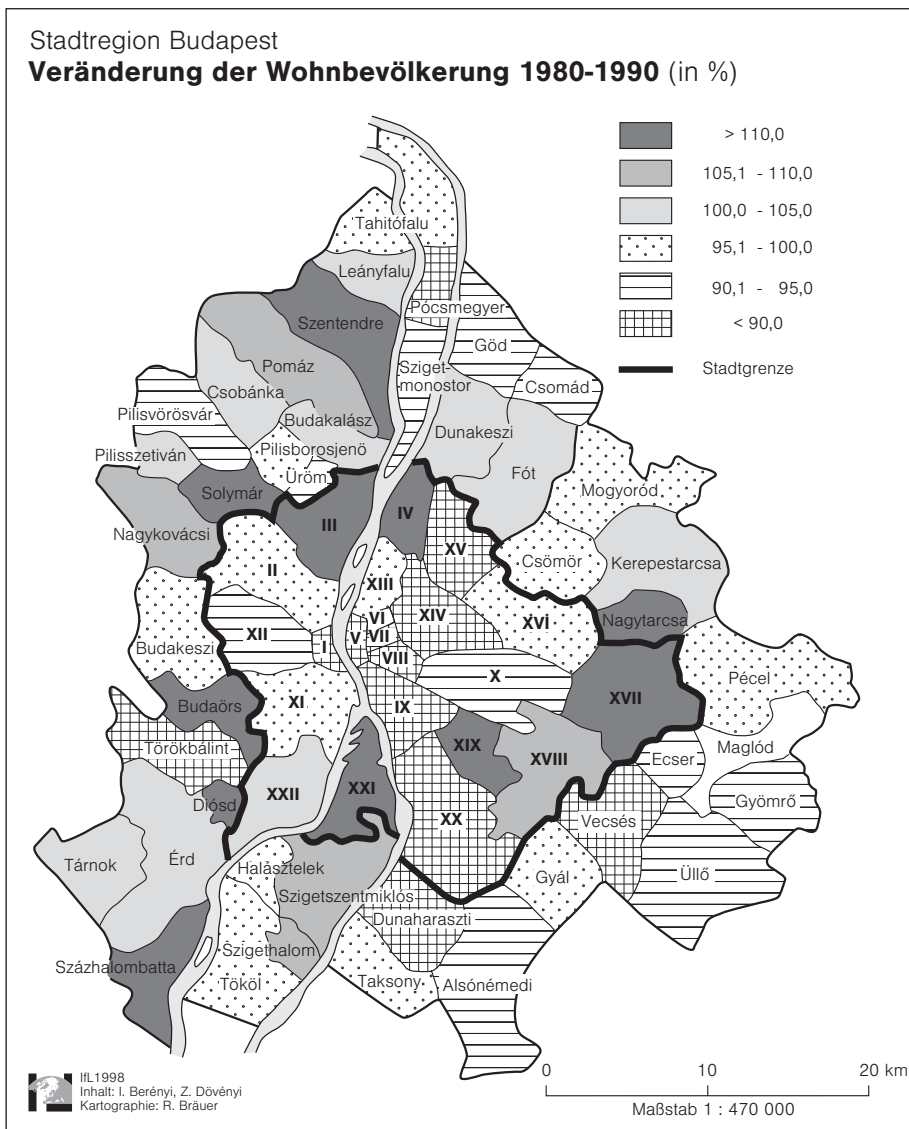 Stadtregion Budapest
Veränderung der Wohnbevölkerung 1980-1990 (in %)
> 110,0
105,1 - 110,0
100,0 - 105,0
95,1 - 100,0
90,1 - 95,0
< 90,0
Stadtgrenze
Tahitófalu
Leányfalu
Pócsmegyer
Szentendre
Göd
Pomáz
Sziget-
monostor
Csobánka
Csomád
Pilisvörösvár
Budakalász
Dunakeszi
Pilisszetiván
Pilisborosjenö
Üröm
Fót
Solymár
Mogyoród
Nagykovácsi
III
IV
XV
Csömör
Kerepestarcsa
II
XIII
XIV
XVI
Nagytarcsa
XII
I
V
VI
VII
VIII
Budakeszi
X
Pécel
XI
IX
XVII
Budaörs
XIX
XVIII
Maglód
Törökbálint
Ecser
XXII
XXI
Diósd
XX
Vecsés
Gyömrő
Tárnok
Érd
Halásztelek
Gyál
Üllő
Szigetszentmiklós
Dunaharaszti
Szigethalom
Százhalombatta
Tököl
Taksony
Alsónémedi
IfL1998
Inhalt: I. Berényi, Z. Dövényi
Kartographie: R. Bräuer
0 10 20 km
Maßstab 1 : 470 000